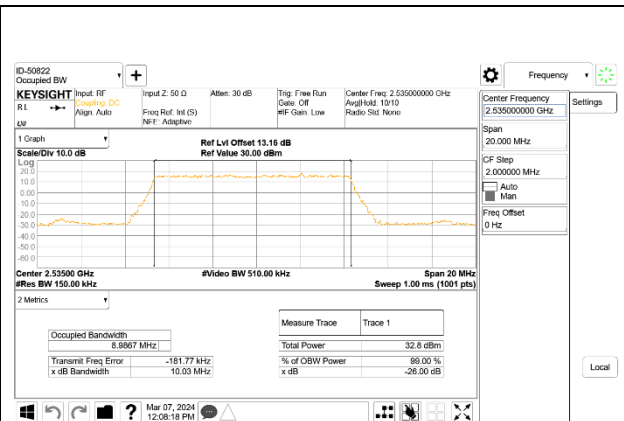 ID-50822
Occupied BW
Frequency
KEYSIGHT Input: RF Input Z: 50 Ω Atten: 30 dB Trig: Free Run Center Freq: 2.535000000 GHz
R L Coupling: DC Gate: Off Avg|Hold: 10/10
Align: Auto Freq Ref: Int (S) #IF Gain: Low Radio Std: None
NFE: Adaptive
Center Frequency
2.535000000 GHz
Settings
Span
20.000 MHz
CF Step
2.000000 MHz
Auto
Man
Freq Offset
0 Hz
1 Graph
Ref Lvl Offset 13.16 dB
Scale/Div 10.0 dB Ref Value 30.00 dBm
Log
20.0
10.0
0.00
-10.0
-20.0
-30.0
-40.0
-50.0
-60.0
Center 2.53500 GHz #Video BW 510.00 kHz Span 20 MHz
#Res BW 150.00 kHz Sweep 1.00 ms (1001 pts)
2 Metrics
Measure Trace Trace 1
Occupied Bandwidth
8.9867 MHz Total Power 32.8 dBm
Transmit Freq Error -181.77 kHz % of OBW Power 99.00 %
x dB Bandwidth 10.03 MHz x dB -26.00 dB
Local
Mar 07, 2024
12:08:18 PM